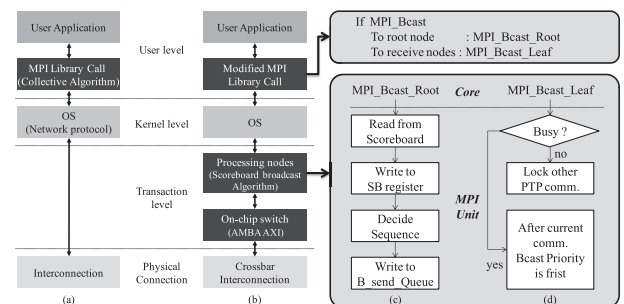 User Application
MPI Library Call
(Collective Algorithm)
OS
(Network protocol)
Interconnection
(a)
User level
Kernel level
Transaction
level
Physical
Connection
User Application
Modified MPI
Library Call
OS
Processing nodes
(Scoreboard broadcast
Algorithm)
On-chip switch
(AMBA AXI)
Crossbar
Interconnection
(b)
If MPI_Bcast
To root node : MPI_Bcast_Root
To receive nodes : MPI_Bcast_Leaf
MPI_Bcast_Root
Core
MPI_Bcast_Leaf
Read from
Scoreboard
Write to
SB register
Decide
Sequence
Write to
B_send_Queue
(c)
MPI
Unit
Busy ?
no
Lock other
PTP comm.
After current
comm.
Bcast Priority
is frist
yes
(d)